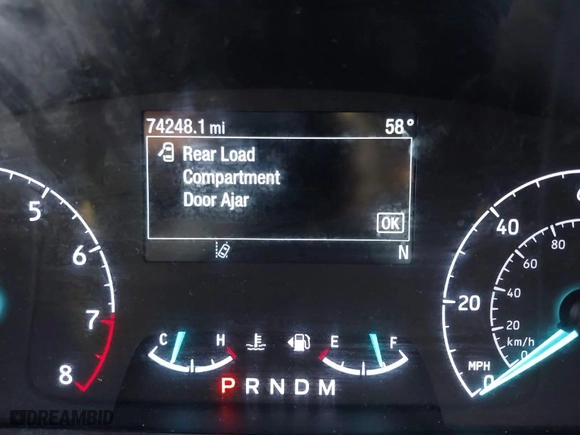 74248.1 mi 58°
Rear Load
Compartment
Door Ajar
OK
N
5
6
7
8
40
20
MPH
0
80
60
40
20
km/h
0
C H E F
P R N D M
DREAMBID